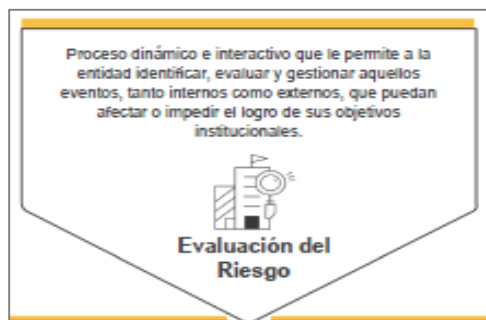 Proceso dinámico e interactivo que le permite a la
entidad identificar, evaluar y gestionar aquellos
eventos, tanto internos como externos, que puedan
afectar o impedir el logro de sus objetivos
institucionales.
Evaluación del
Riesgo